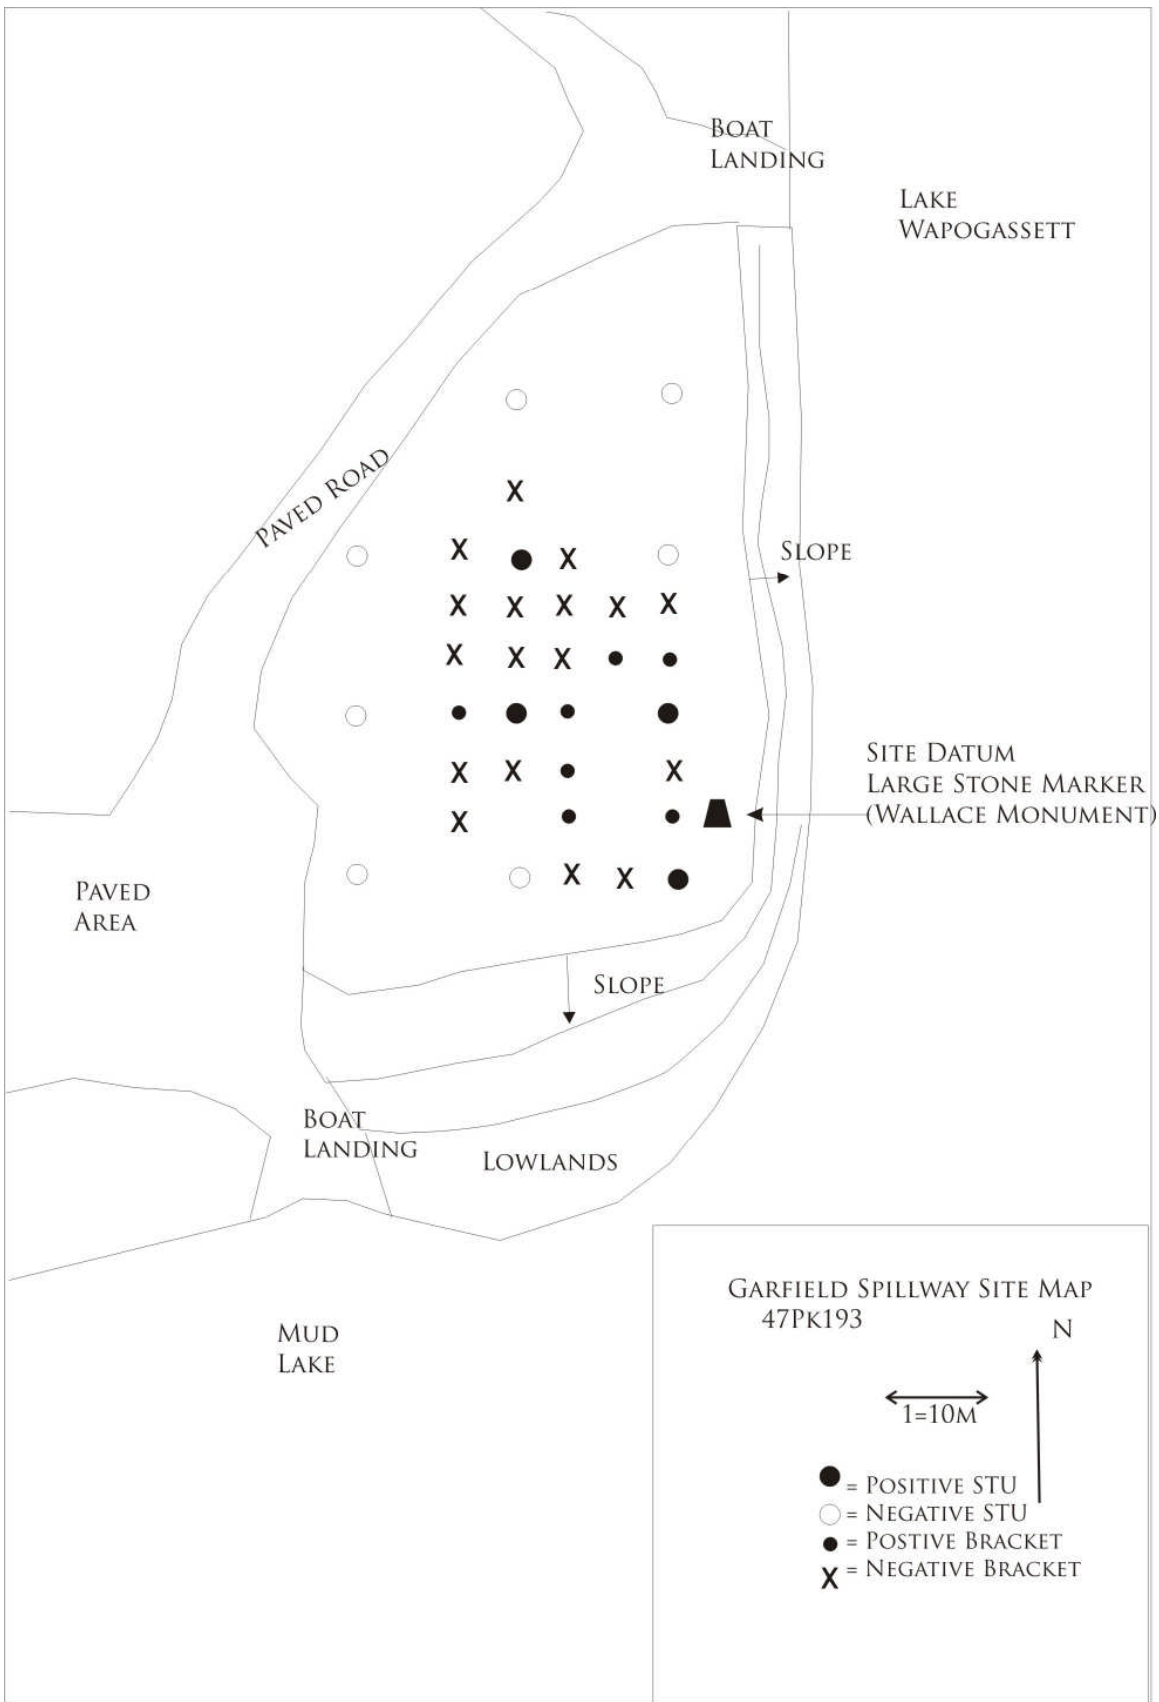 Boat
Landing
Lake
Wapogassett
Paved Road
Slope
Site Datum
Large Stone Marker
(Wallace Monument)
Paved
Area
Slope
Boat
Landing
Lowlands
Mud
Lake
Garfield Spillway Site Map
47Pk193
N
1=10m
= Positive STU
= Negative STU
= Postive Bracket
= Negative Bracket